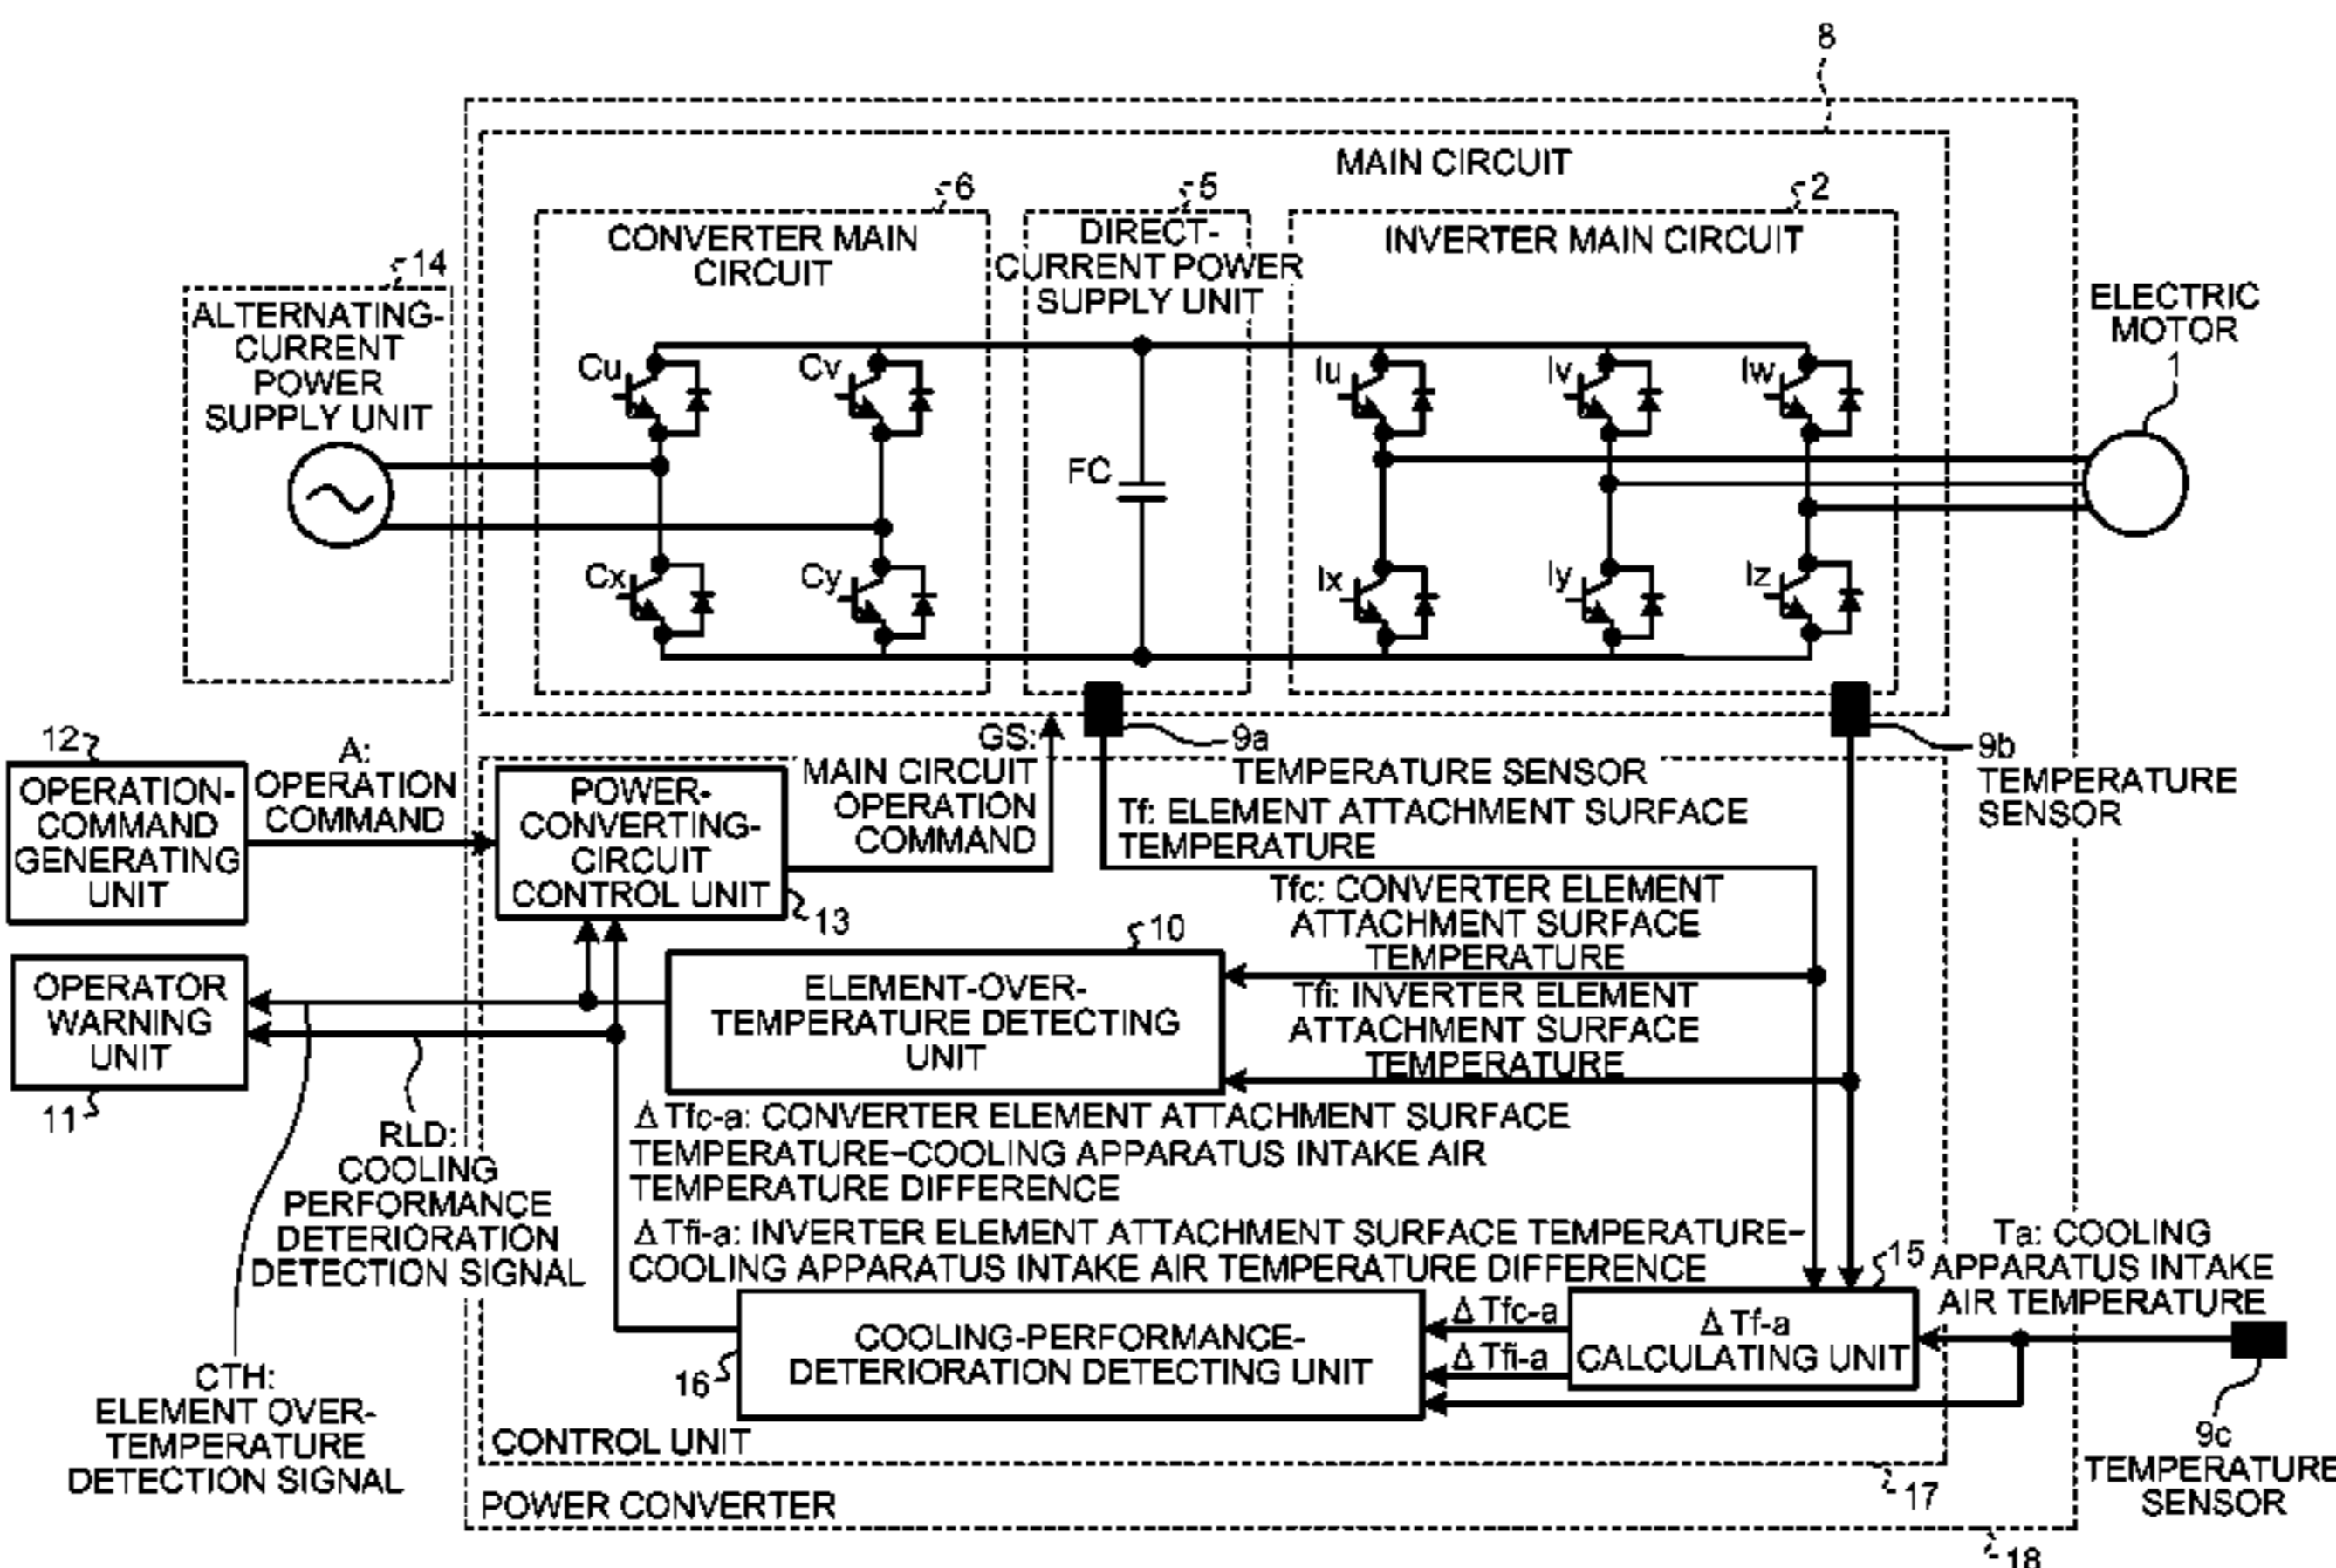 8
MAIN CIRCUIT
6
5
2
CONVERTER MAIN
CIRCUIT
DIRECT-
CURRENT POWER
SUPPLY UNIT
INVERTER MAIN CIRCUIT
14
ALTERNATING-
CURRENT
POWER
SUPPLY UNIT
ELECTRIC
MOTOR
1
Cu
Cv
Iu
Iv
Iw
FC
Cx
Cy
Ix
Iy
Iz
12
OPERATION-
COMMAND
GENERATING
UNIT
A:
OPERATION
COMMAND
POWER-
CONVERTING-
CIRCUIT
CONTROL UNIT
13
GS:
MAIN CIRCUIT
OPERATION
COMMAND
9a
TEMPERATURE SENSOR
9b
TEMPERATURE
SENSOR
Tf: ELEMENT ATTACHMENT SURFACE
TEMPERATURE
Tfc: CONVERTER ELEMENT
ATTACHMENT SURFACE
TEMPERATURE
10
ELEMENT-OVER-
TEMPERATURE DETECTING
UNIT
Tfi: INVERTER ELEMENT
ATTACHMENT SURFACE
TEMPERATURE
OPERATOR
WARNING
UNIT
11
RLD:
COOLING
PERFORMANCE
DETERIORATION
DETECTION SIGNAL
CTH:
ELEMENT OVER-
TEMPERATURE
DETECTION SIGNAL
Δ Tfc-a: CONVERTER ELEMENT ATTACHMENT SURFACE
TEMPERATURE-COOLING APPARATUS INTAKE AIR
TEMPERATURE DIFFERENCE
Δ Tfi-a: INVERTER ELEMENT ATTACHMENT SURFACE TEMPERATURE-
COOLING APPARATUS INTAKE AIR TEMPERATURE DIFFERENCE
15
Ta: COOLING
APPARATUS INTAKE
AIR TEMPERATURE
Δ Tfc-a
Δ Tfi-a
Δ Tf-a
CALCULATING UNIT
COOLING-PERFORMANCE-
DETERIORATION DETECTING UNIT
16
9c
TEMPERATURE
SENSOR
CONTROL UNIT
17
POWER CONVERTER
18